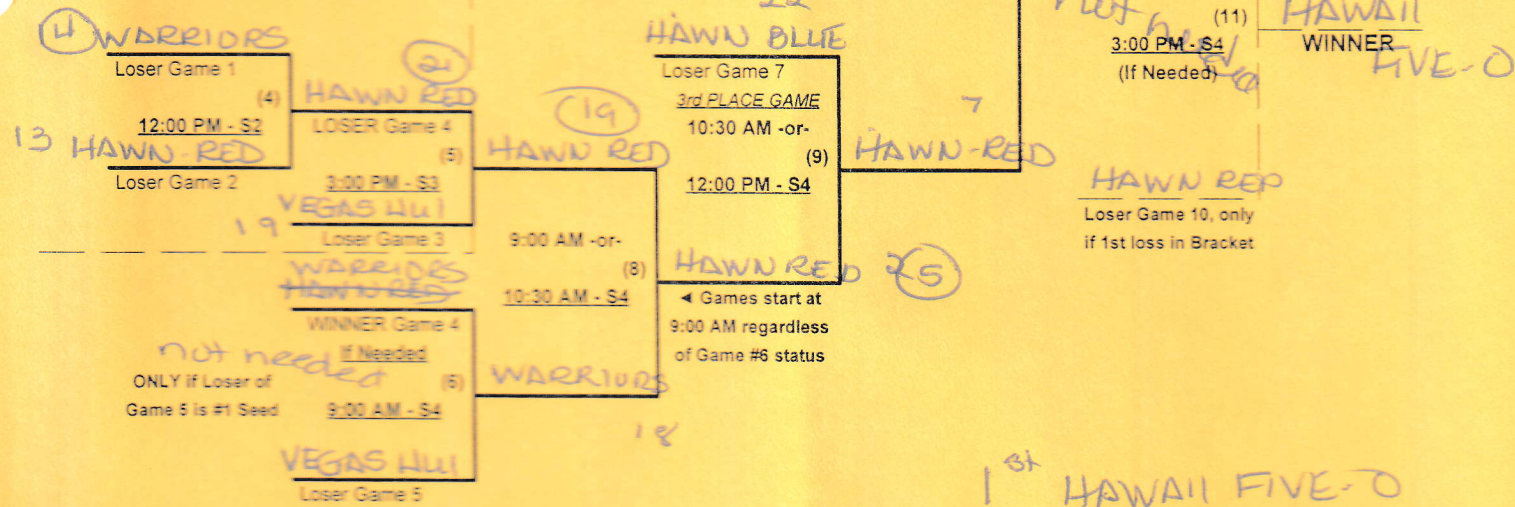 22
not needed
(11)
HAWAII
FIVE-O
3:00 PM - S4
WINNER
(If Needed)
HAWN BLUE
Loser Game 7
3rd PLACE GAME
10:30 AM -or-
(9)
12:00 PM - S4
7
HAWN-RED
HAWN RED
Loser Game 10, only
if 1st loss in Bracket
14 WARRIORS
Loser Game 1
(4)
12:00 PM - S2
13 HAWN-RED
Loser Game 2
21
HAWN RED
LOSER Game 4
(5)
3:00 PM - S3
VEGAS HUI
19
Loser Game 3
19
HAWN RED
9:00 AM -or-
(8)
10:30 AM - S4
HAWN RED 25
◄ Games start at
9:00 AM regardless
of Game #6 status
WARRIORS
HAWN RED
WINNER Game 4
not needed
If Needed
ONLY if Loser of
(6)
Game 5 is #1 Seed
9:00 AM - S4
WARRIORS
18
VEGAS HUI
Loser Game 5
1st HAWAII FIVE-O